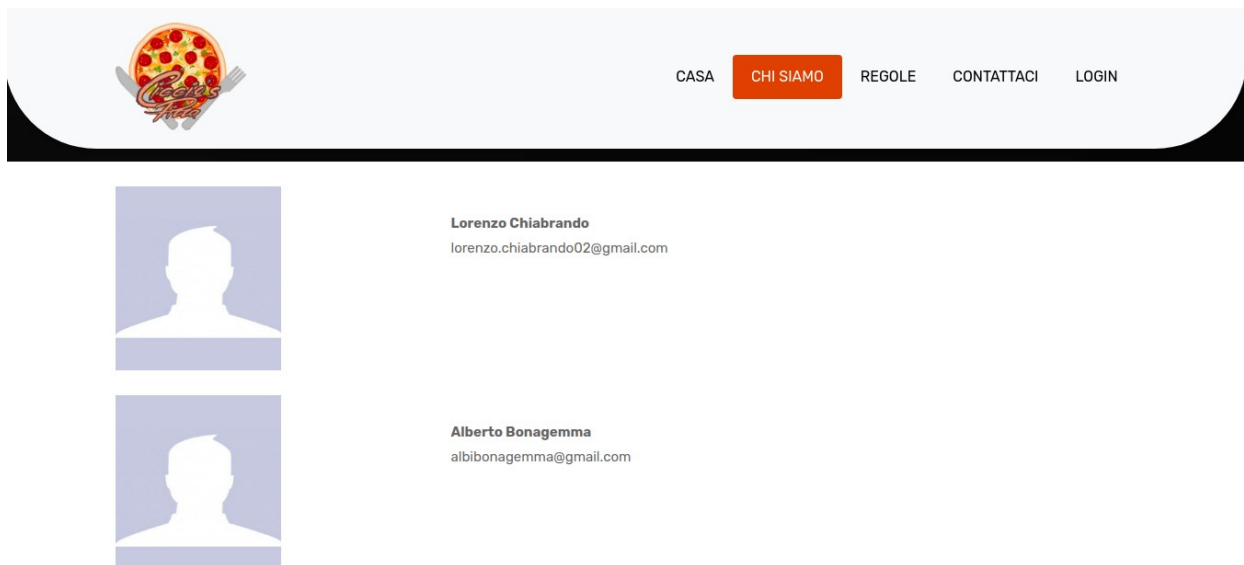 CASA
CHI SIAMO
REGOLE
CONTATTACI
LOGIN
Lorenzo Chiabrando
lorenzo.chiabrando02@gmail.com
Alberto Bonagemma
albibonagemma@gmail.com